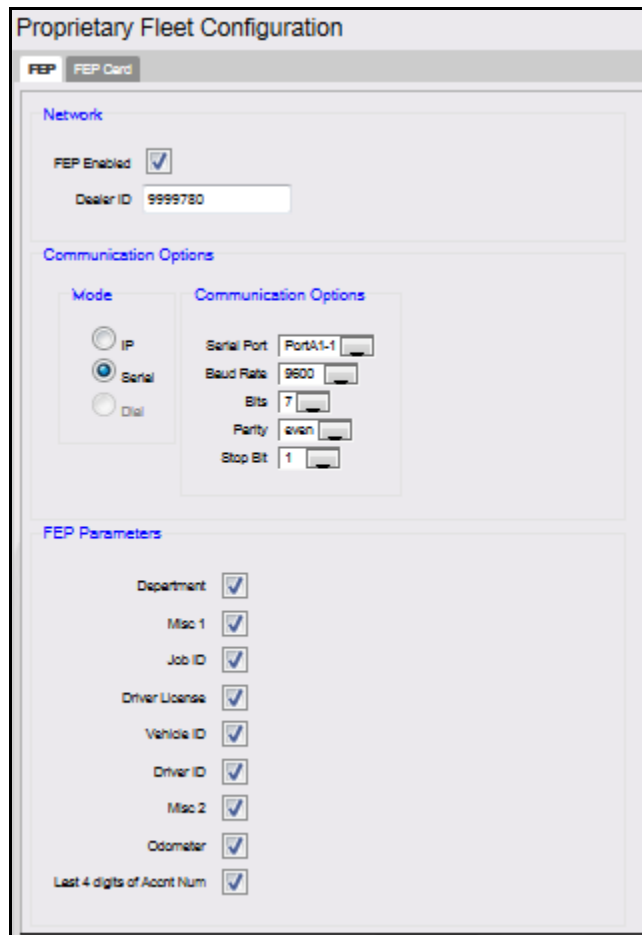 Proprietary Fleet Configuration
FEP FEP Card
Network
FEP Enabled
Dealer ID 9999780
Communication Options
Mode Communication Options
IP
Serial
Dial
Serial Port PortA1-1
Baud Rate 9600
Bits 7
Parity even
Stop Bit 1
FEP Parameters
Department
Misc 1
Job ID
Driver License
Vehicle ID
Driver ID
Misc 2
Odometer
Last 4 digits of Accnt Num